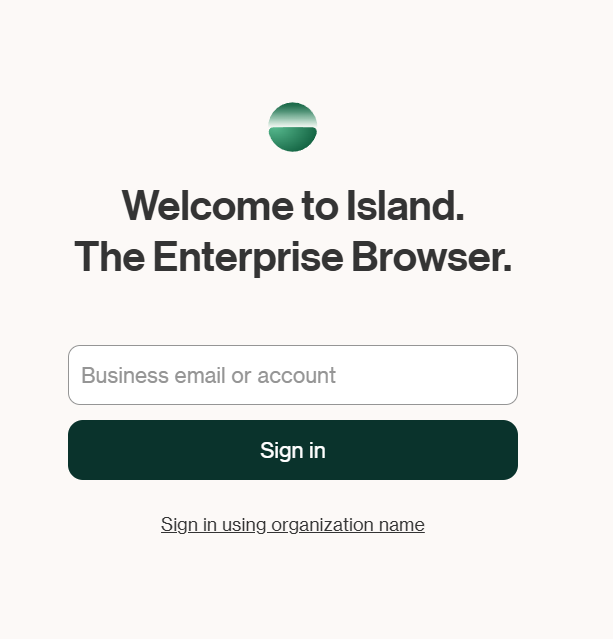 Welcome to Island.
The Enterprise Browser.
Business email or account
Sign in
Sign in using organization name